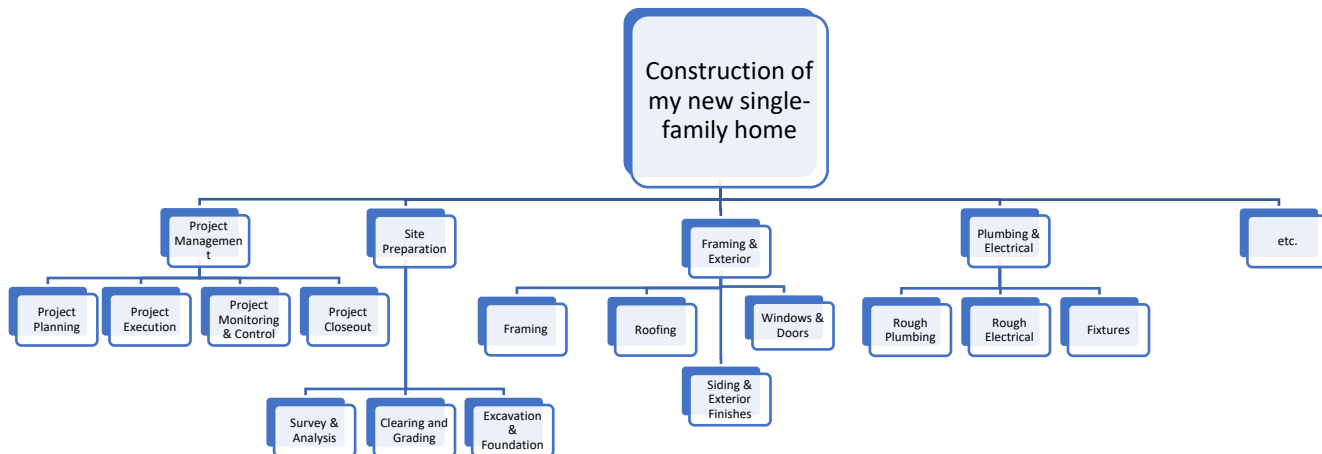 Construction of
my new single-
family home
Project
Managemen
t
Site
Preparation
Framing &
Exterior
Plumbing &
Electrical
etc.
Project
Planning
Project
Execution
Project
Monitoring
& Control
Project
Closeout
Framing
Roofing
Windows &
Doors
Rough
Plumbing
Rough
Electrical
Fixtures
Survey &
Analysis
Clearing and
Grading
Excavation
&
Foundation
Siding &
Exterior
Finishes